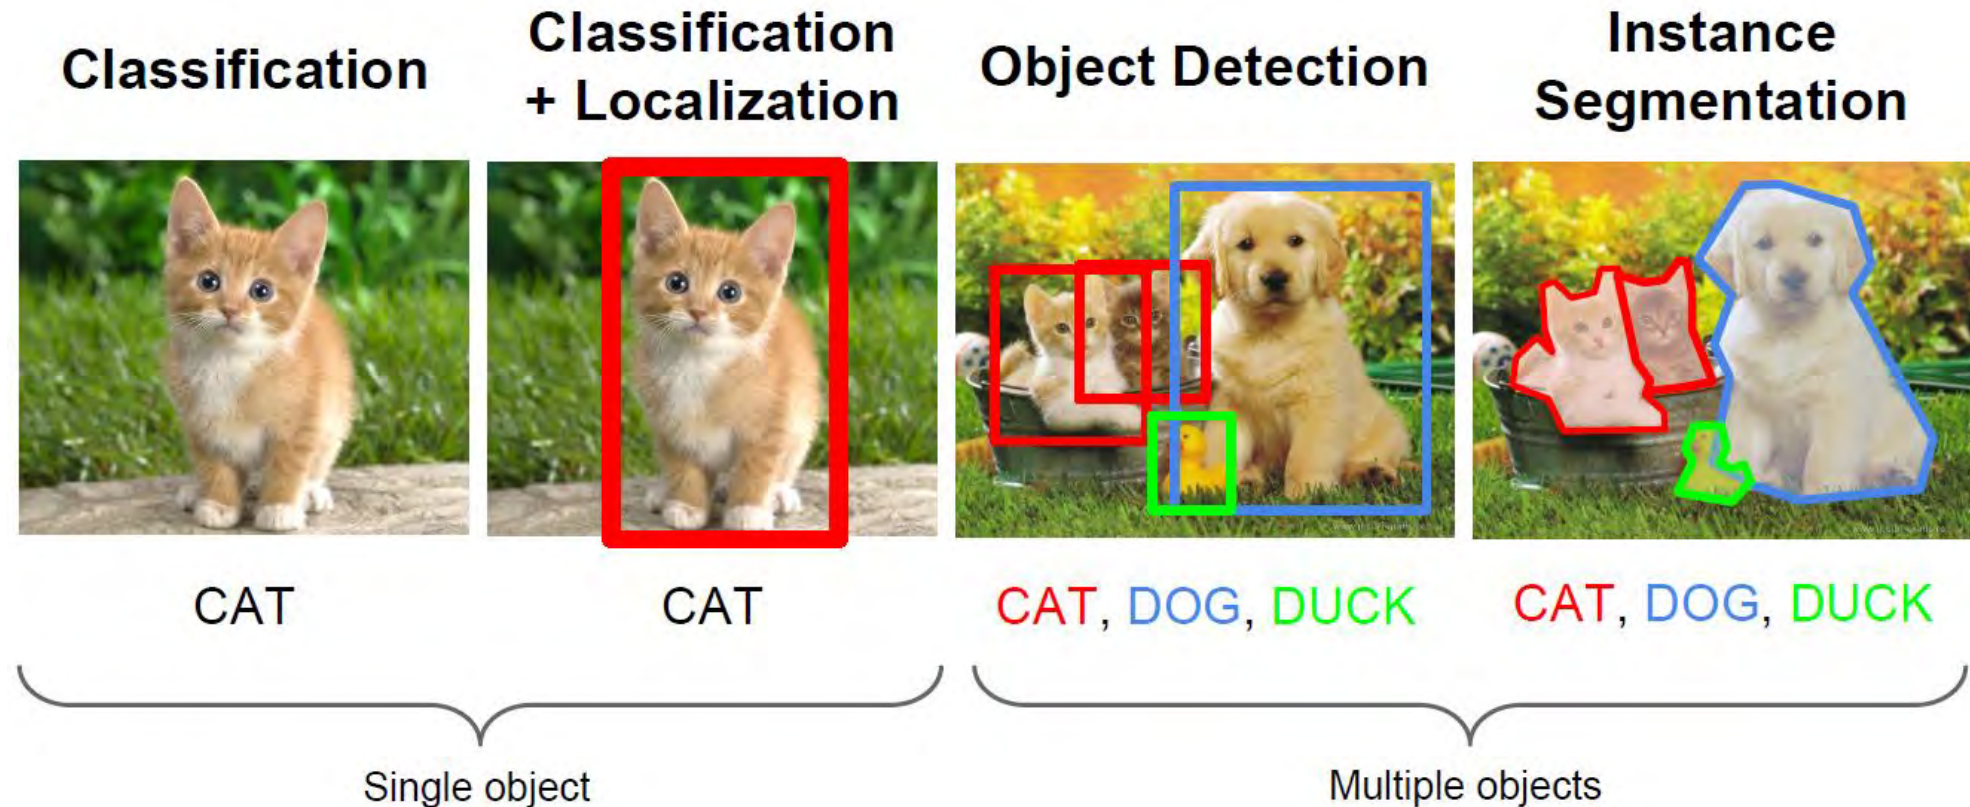 Classification
Classification
+ Localization
Object Detection
Instance
Segmentation
CAT
CAT
CAT, DOG, DUCK
CAT, DOG, DUCK
Single object
Multiple objects